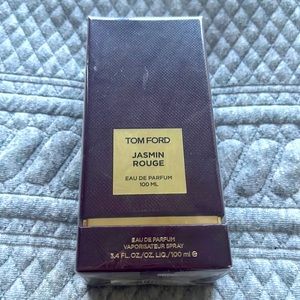 TOM FORD
JASMIN
ROUGE
EAU DE PARFUM
100 ML
EAU DE PARFUM
VAPORISATEUR SPRAY
3.4 FL.OZ./OZ. LIQ./100 ml e